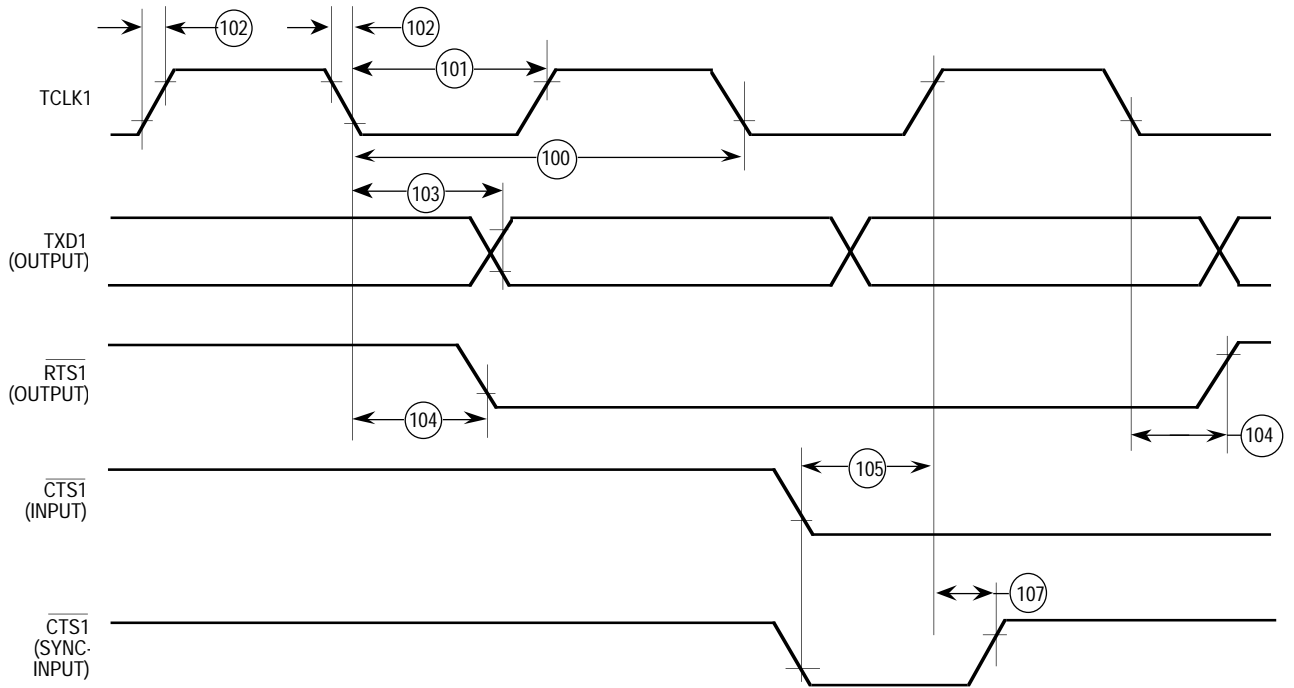 102
102
101
TCLK1
100
103
TXD1
(OUTPUT)
RTS1
(OUTPUT)
104
104
105
CTS1
(INPUT)
107
CTS1
(SYNC-
INPUT)